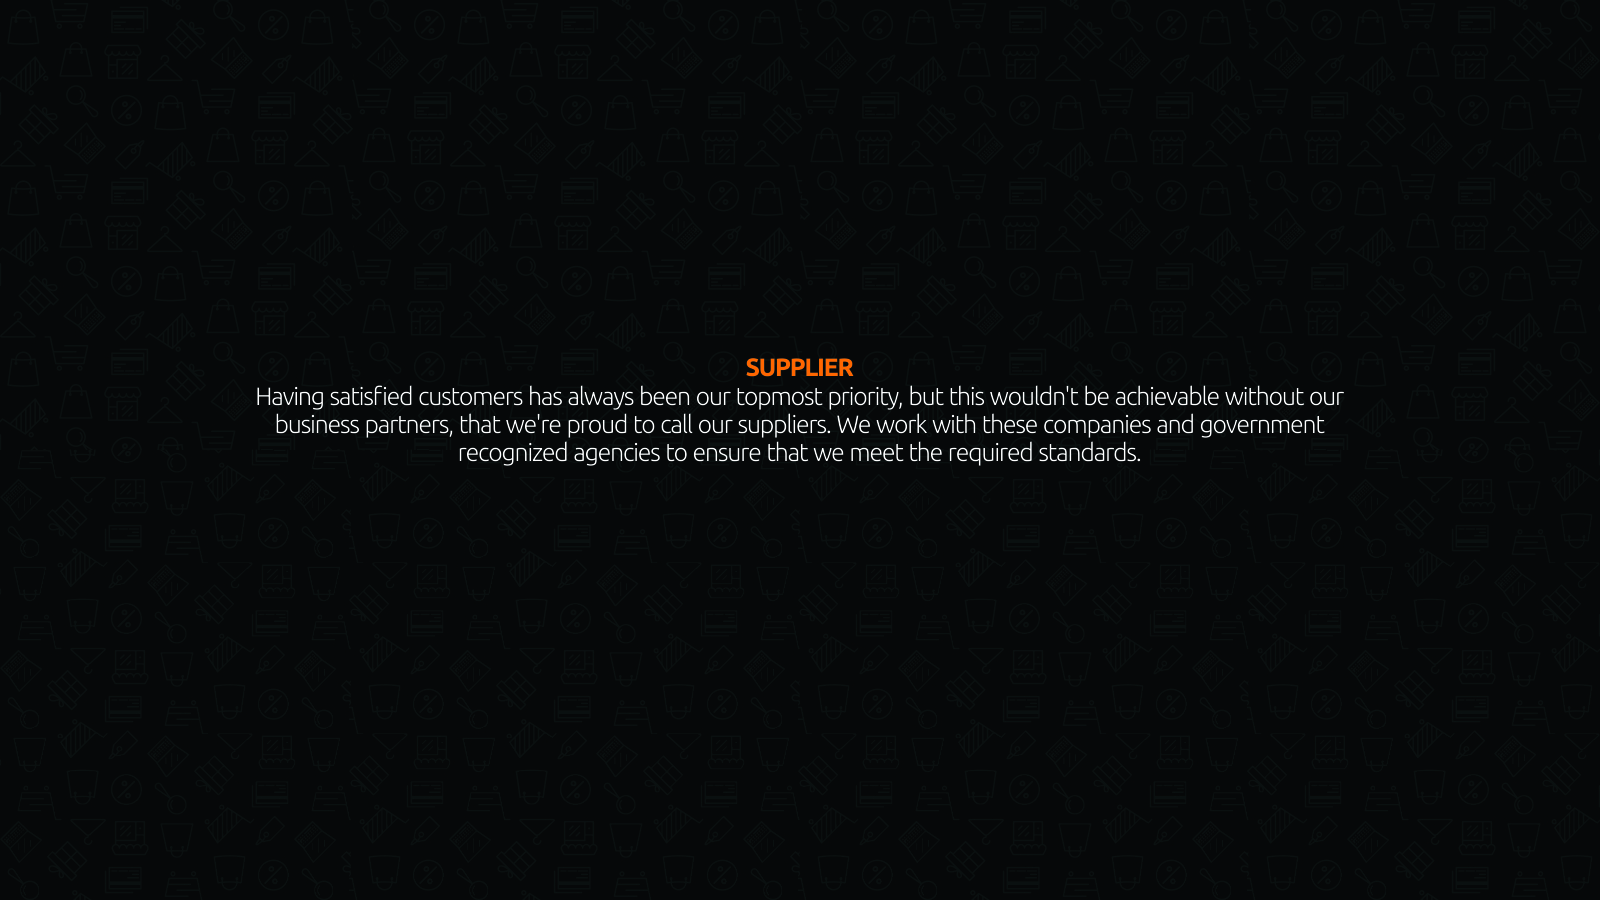 SUPPLIER
Having satisfied customers has always been our topmost priority, but this wouldn't be achievable without our
business partners, that we're proud to call our suppliers. We work with these companies and government
recognized agencies to ensure that we meet the required standards.